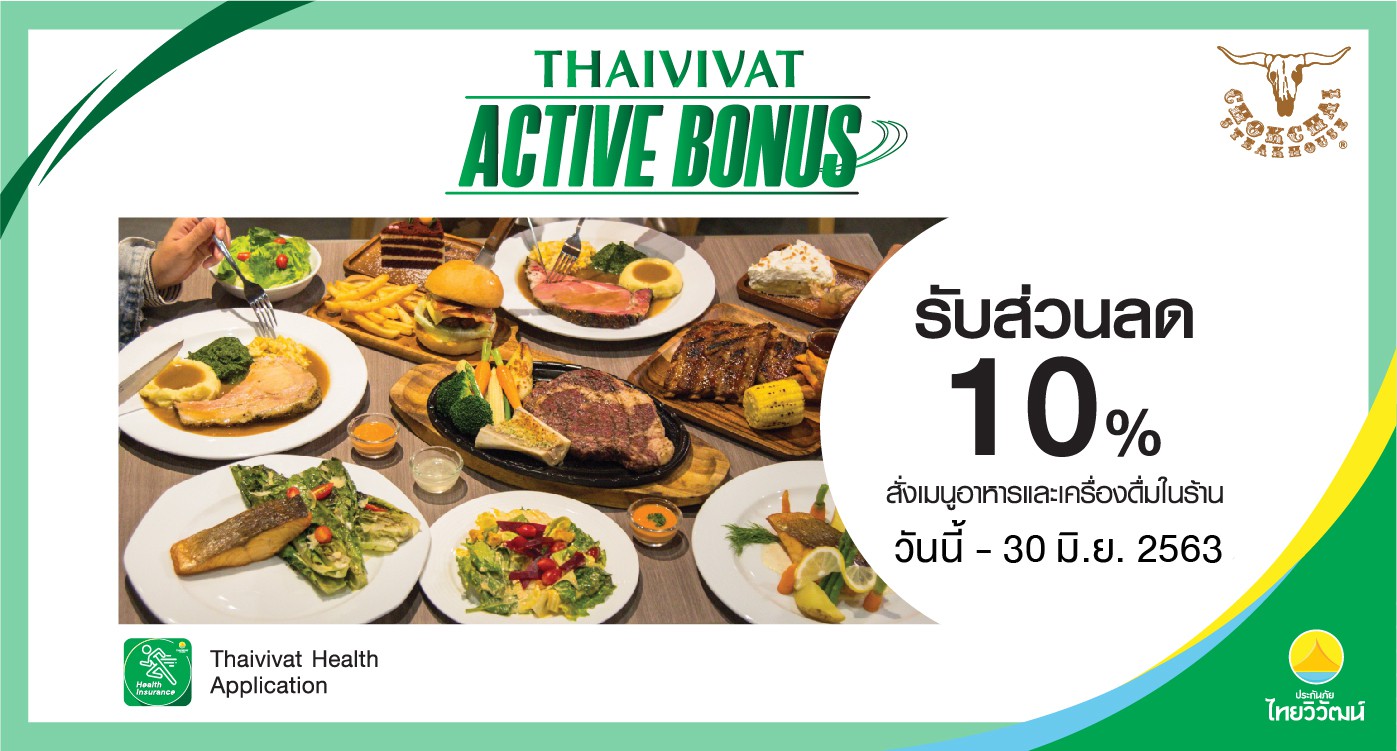 THAIVIVAT
ACTIVE BONUS
CHOKCHAI
STEAKHOUSE ®
รับส่วนลด
10%
สั่งเมนูอาหารและเครื่องดื่มในร้าน
วันนี้ - 30 มิ.ย. 2563
Health
Insurance
Thaivivat Health
Application
ประกันภัย
ไทยวิวัฒน์